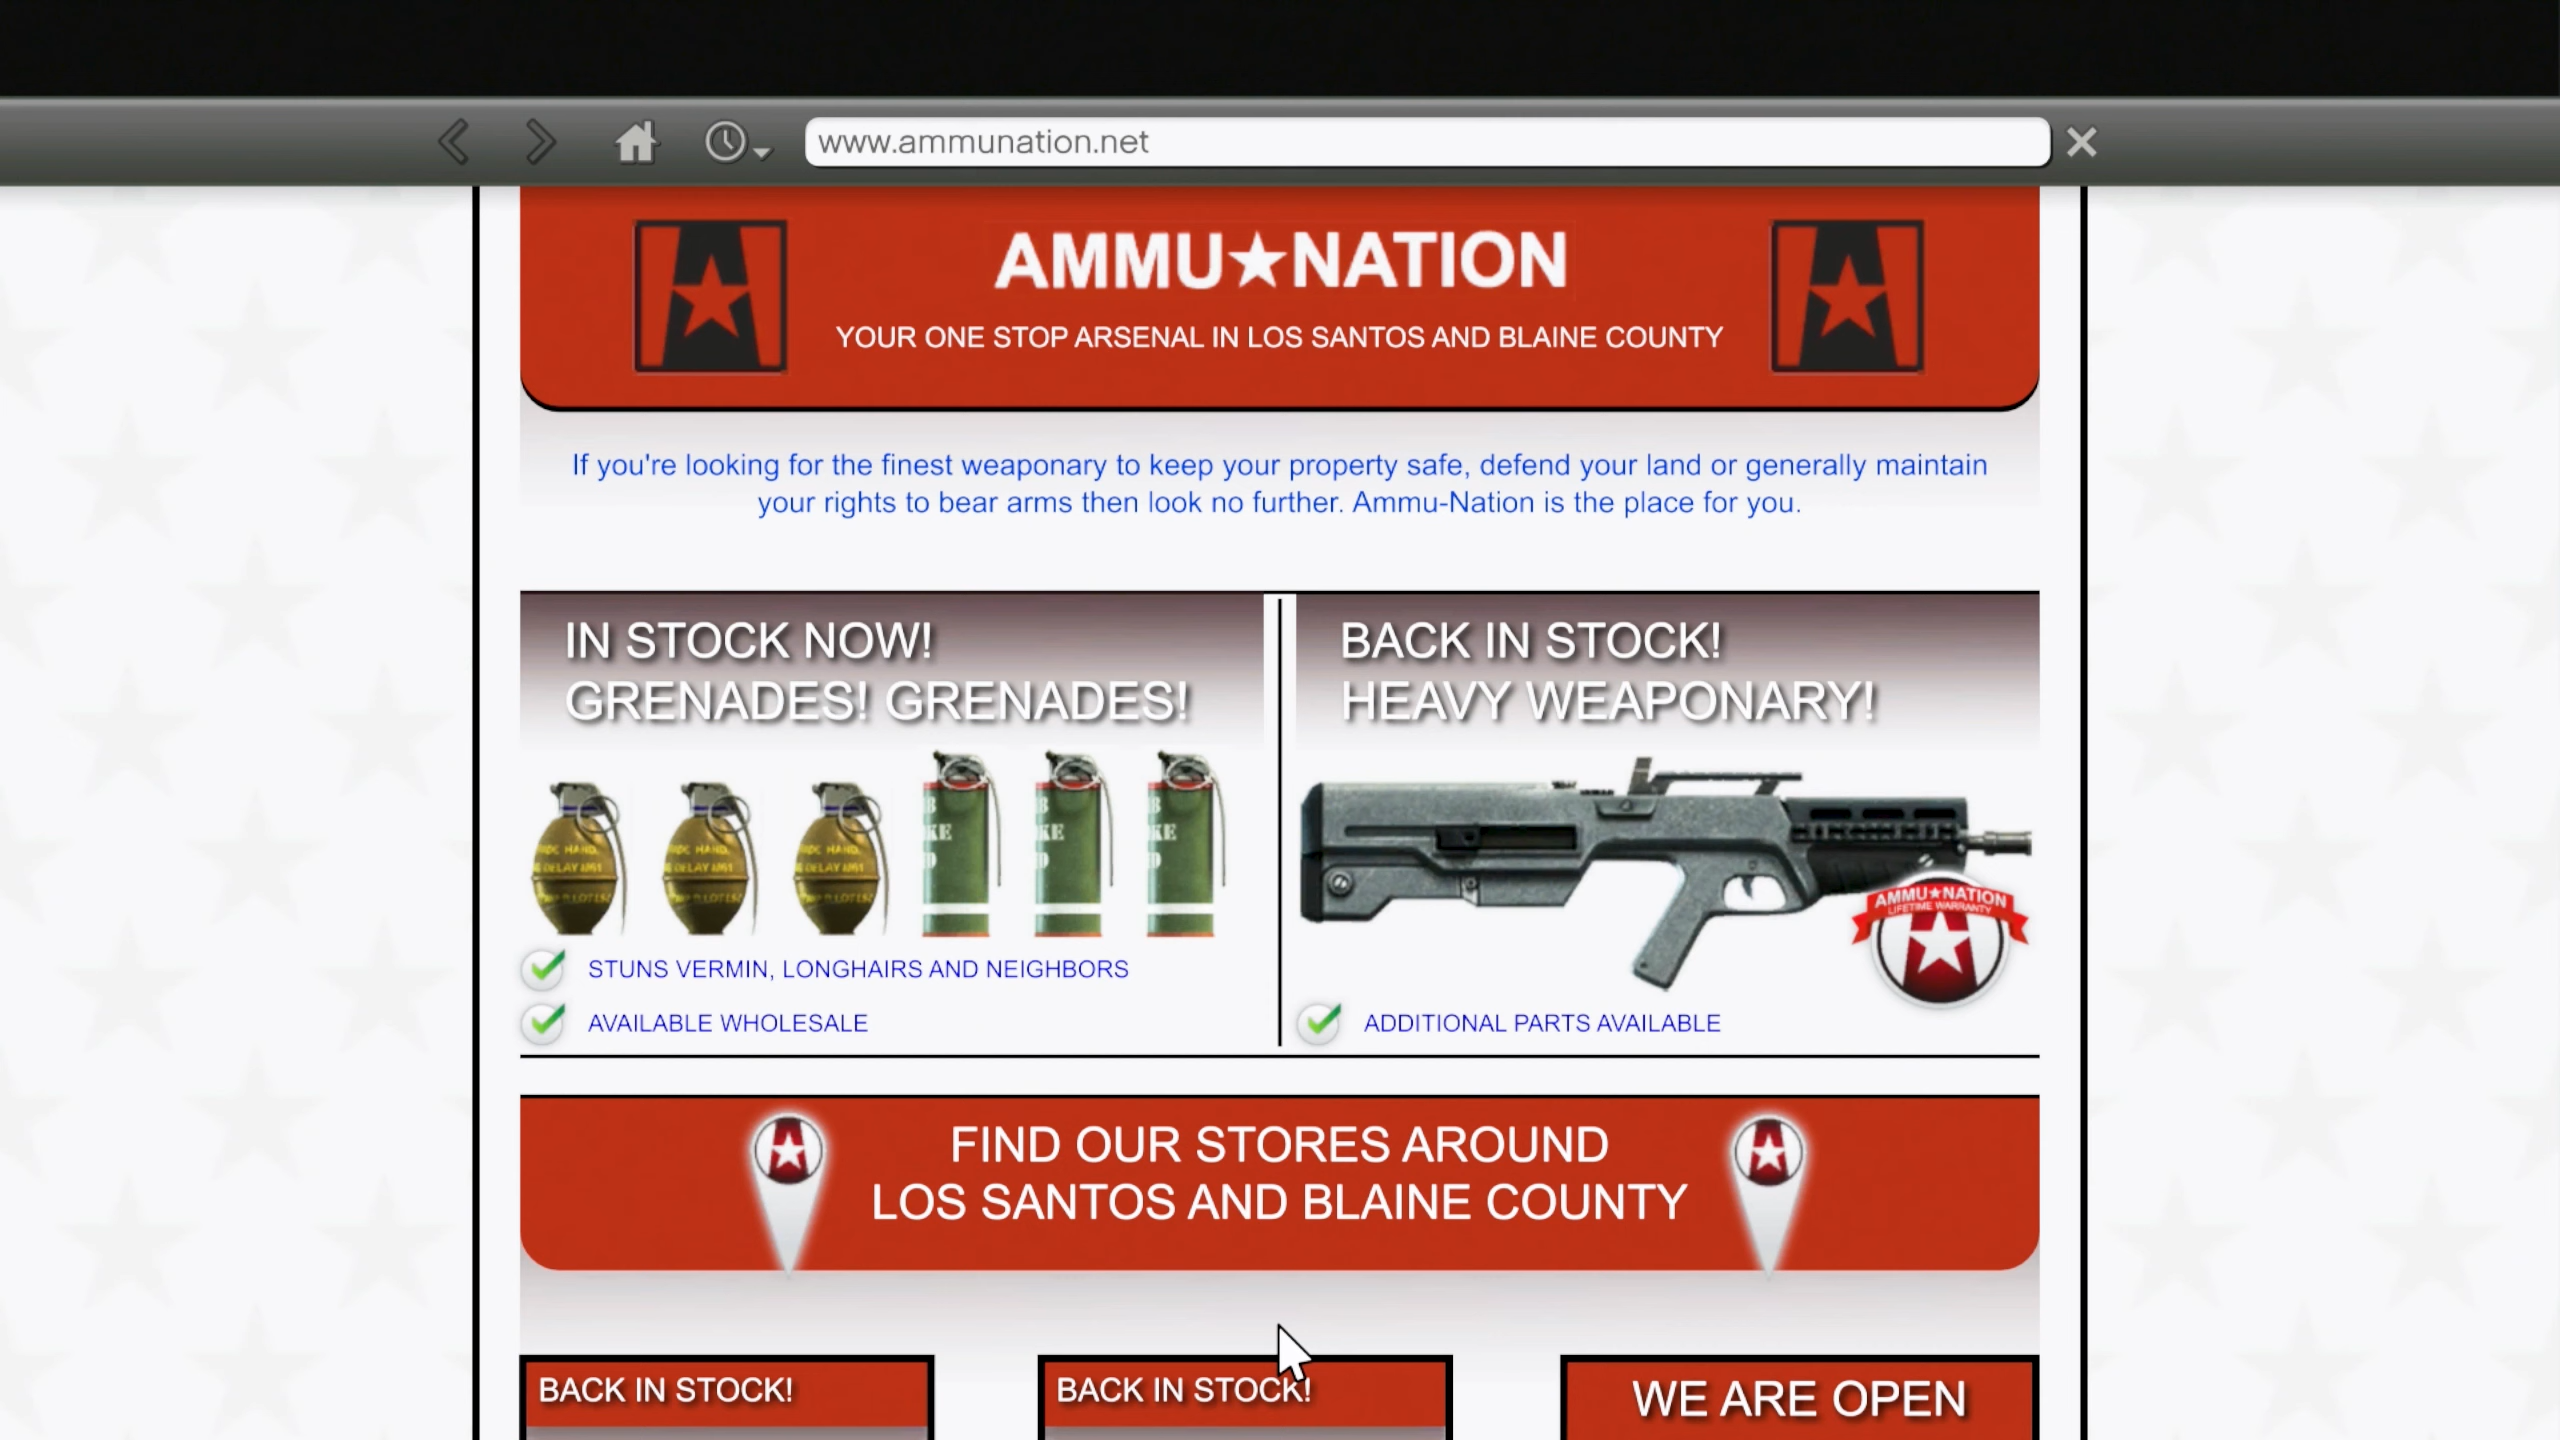 www.ammunation.net
AMMU★NATION
YOUR ONE STOP ARSENAL IN LOS SANTOS AND BLAINE COUNTY
If you're looking for the finest weaponary to keep your property safe, defend your land or generally maintain
your rights to bear arms then look no further. Ammu-Nation is the place for you.
IN STOCK NOW!
GRENADES! GRENADES!
STUNS VERMIN, LONGHAIRS AND NEIGHBORS
AVAILABLE WHOLESALE
BACK IN STOCK!
HEAVY WEAPONARY!
AMMU★NATION
LIFETIME WARRANTY
ADDITIONAL PARTS AVAILABLE
FIND OUR STORES AROUND
LOS SANTOS AND BLAINE COUNTY
BACK IN STOCK!
BACK IN STOCK!
WE ARE OPEN